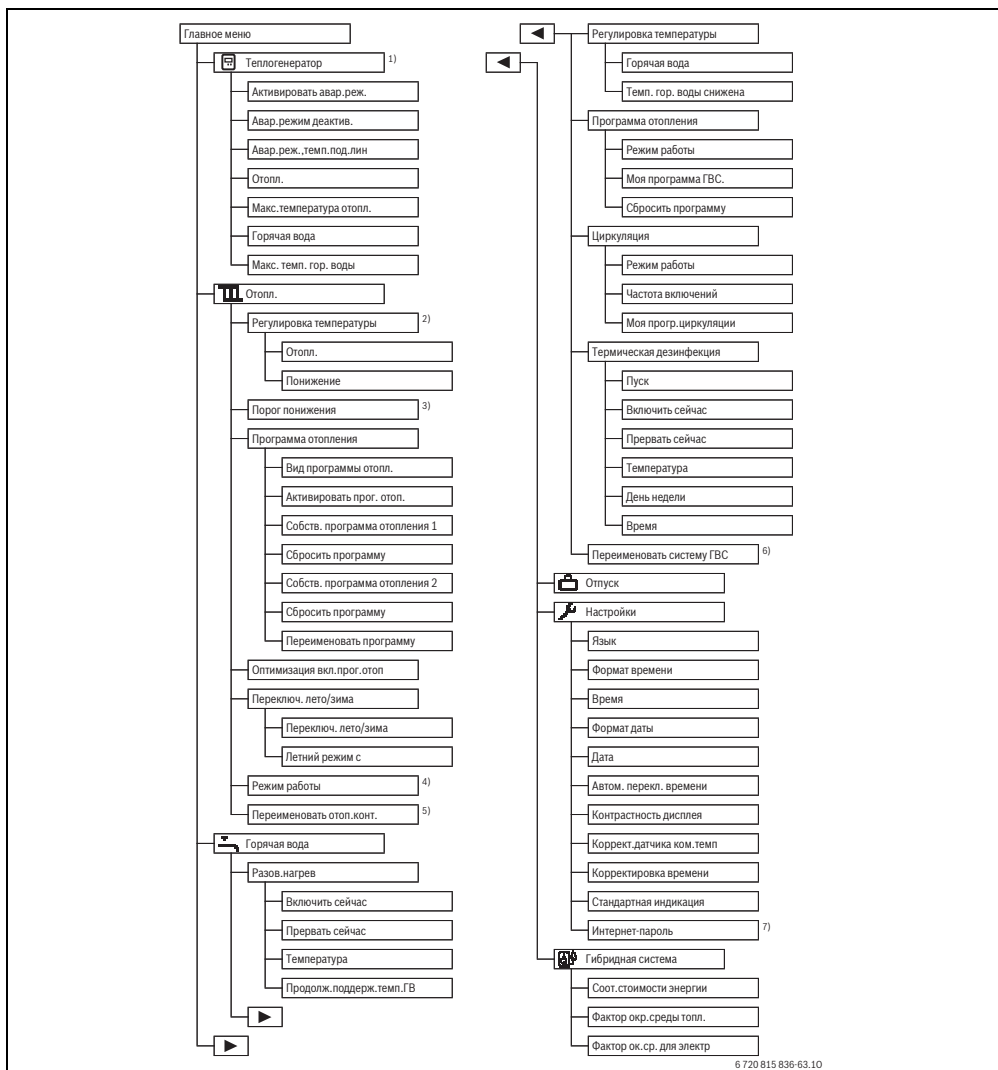 Главное меню
Теплогенератор 1)
Активировать авар.реж.
Авар.режим деактив.
Авар.реж.,темп.под.лин
Отопл.
Макс.температура отопл.
Горячая вода
Макс. темп. гор. воды
Отопл.
Регулировка температуры 2)
Отопл.
Понижение
Порог понижения 3)
Программа отопления
Вид программы отопл.
Активировать прог. отоп.
Собств. программа отопления 1
Сбросить программу
Собств. программа отопления 2
Сбросить программу
Переименовать программу
Оптимизация вкл.прог.отоп
Переключ. лето/зима
Переключ. лето/зима
Летний режим с
Режим работы 4)
Переименовать отоп.конт. 5)
Горячая вода
Разов.нагрев
Включить сейчас
Прервать сейчас
Температура
Продолж.поддерж.темп.ГВ
Регулировка температуры
Горячая вода
Темп. гор. воды снижена
Программа отопления
Режим работы
Моя программа ГВС.
Сбросить программу
Циркуляция
Режим работы
Частота включений
Моя прогр.циркуляции
Термическая дезинфекция
Пуск
Включить сейчас
Прервать сейчас
Температура
День недели
Время
Переименовать систему ГВС 6)
Отпуск
Настройки
Язык
Формат времени
Время
Формат даты
Дата
Автом. перекл. времени
Контрастность дисплея
Коррект.датчика ком.темп
Корректировка времени
Стандартная индикация
Интернет-пароль 7)
Гибридная система
Соот.стоимости энергии
Фактор окр.среды топл.
Фактор ок.ср. для электр
6 720 815 836-63.1O